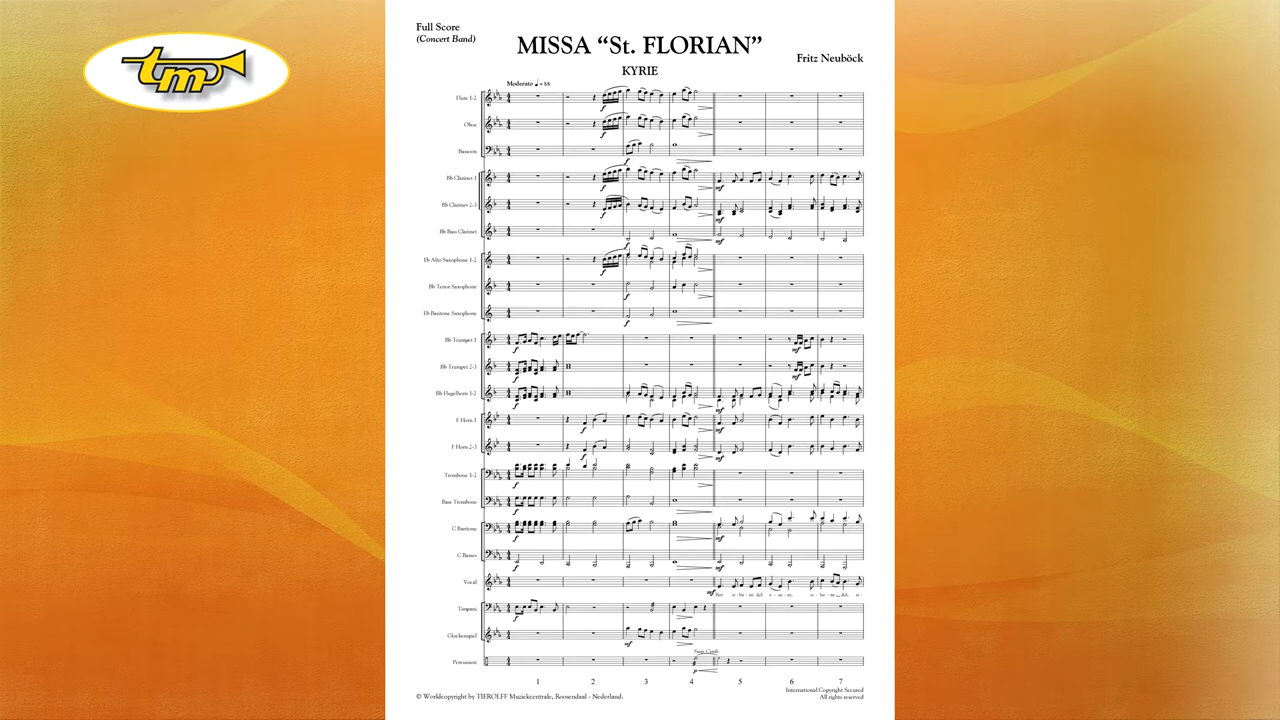 tm
Full Score
(Concert Band)
MISSA “St. FLORIAN”
Fritz Neuböck
KYRIE
Moderato ♩ = 88
Flute 1-2
Oboe
Bassoon
Bb Clarinet 1
Bb Clarinet 2-3
Bb Bass Clarinet
Eb Alto Saxophone 1-2
Bb Tenor Saxophone
Eb Baritone Saxophone
Bb Trumpet 1
Bb Trumpet 2-3
Bb Flugelhorn 1-2
F Horn 1
F Horn 2-3
Trombone 1-2
Bass Trombone
C Baritone
C Basses
Vocal
Timpani
Glockenspiel
Susp. Cymb.
Percussion
1 2 3 4 5 6 7
© Worldcopyright by TIEROLFF Muziekcentrale, Roosendaal - Nederland.
International Copyright Secured
All rights reserved